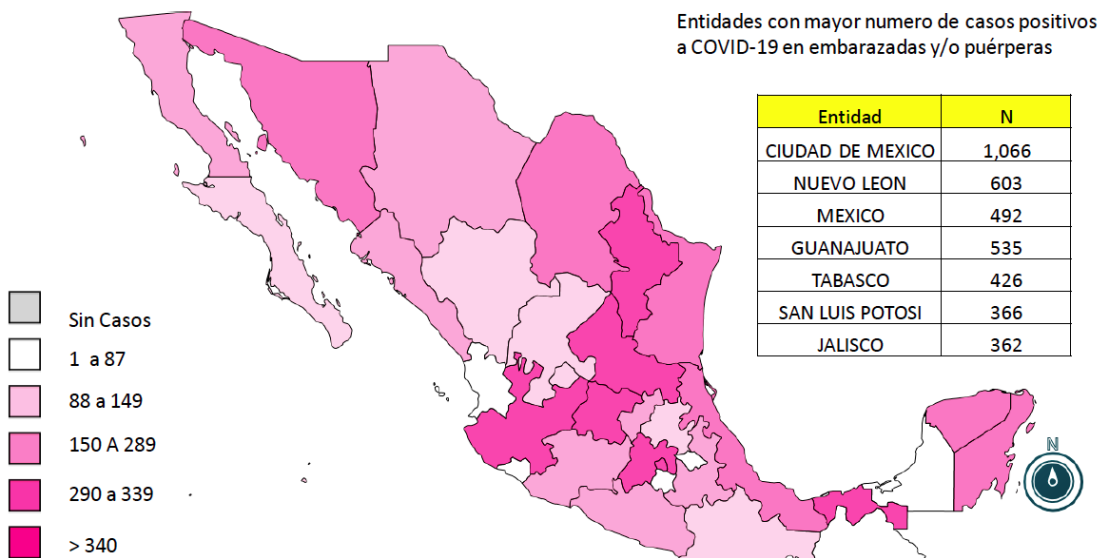 Entidades con mayor numero de casos positivos
a COVID-19 en embarazadas y/o puérperas
Entidad N
CIUDAD DE MEXICO 1,066
NUEVO LEON 603
MEXICO 492
GUANAJUATO 535
TABASCO 426
SAN LUIS POTOSI 366
JALISCO 362
Sin Casos
1 a 87
88 a 149
150 A 289
290 a 339
> 340
N